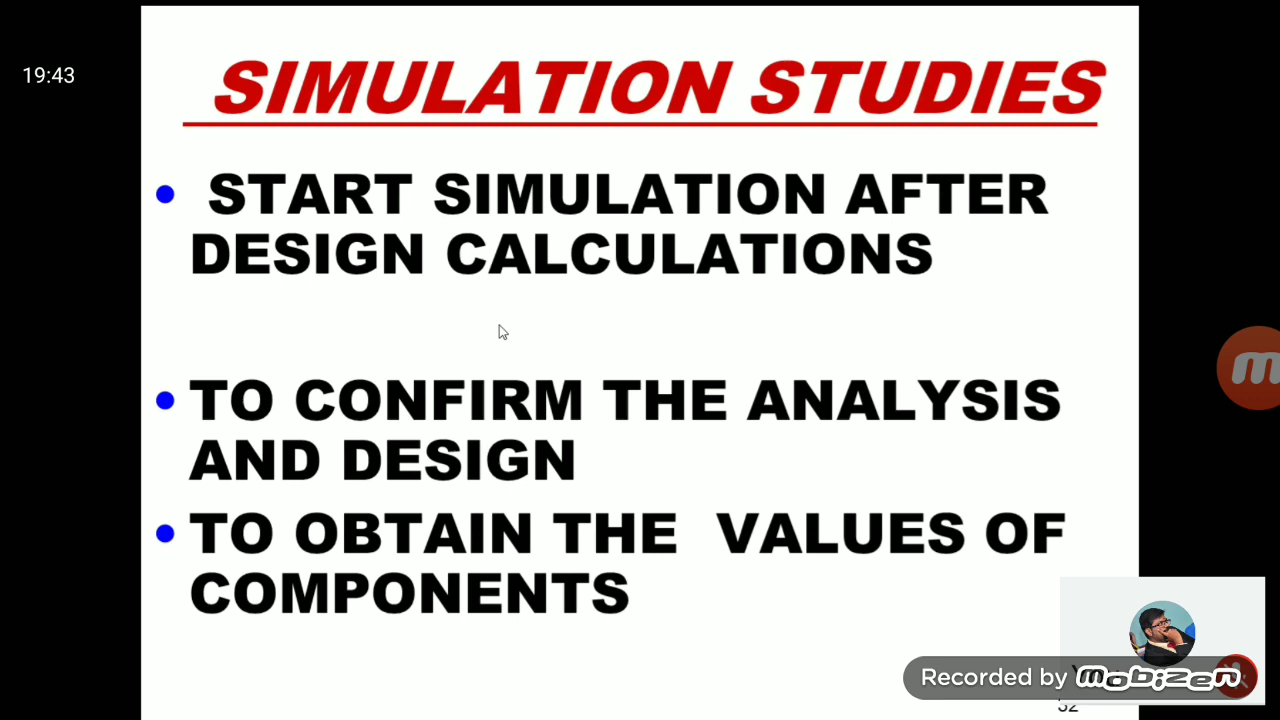 19:43
SIMULATION STUDIES
• START SIMULATION AFTER
DESIGN CALCULATIONS
• TO CONFIRM THE ANALYSIS
AND DESIGN
• TO OBTAIN THE VALUES OF
COMPONENTS
Recorded by mobizen
52